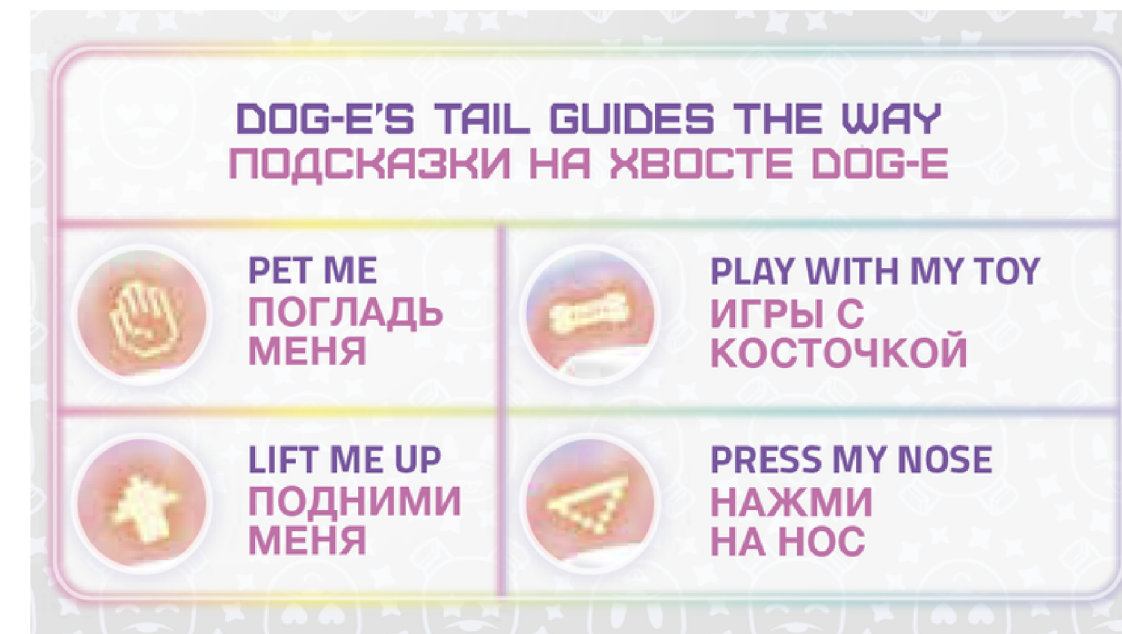 DOG-E'S TAIL GUIDES THE WAY
ПОДСКАЗКИ НА ХВОСТЕ DOG-E
PET ME
ПОГЛАДЬ
МЕНЯ
PLAY WITH MY TOY
ИГРЫ С
КОСТОЧКОЙ
LIFT ME UP
ПОДНИМИ
МЕНЯ
PRESS MY NOSE
НАЖМИ
НА НОС